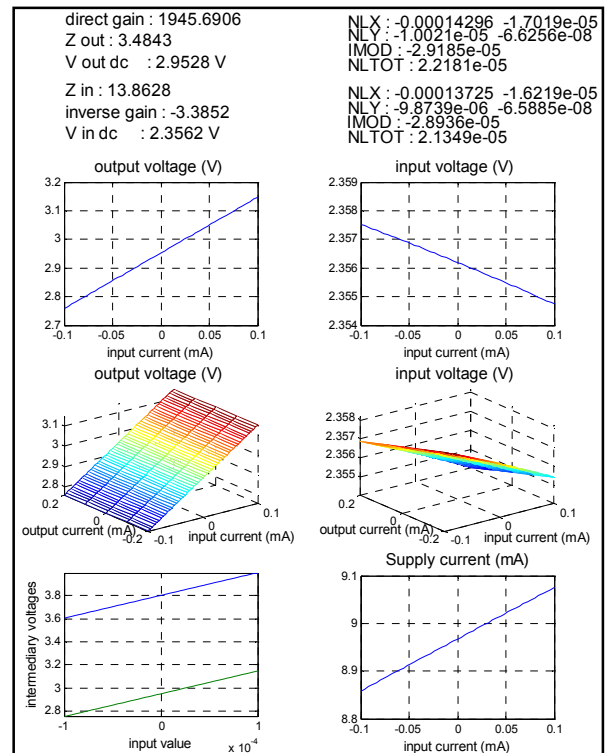 direct gain : 1945.6906
Z out : 3.4843
V out dc : 2.9528 V
Z in : 13.8628
inverse gain : -3.3852
V in dc : 2.3562 V
NLX : -0.00014296 -1.7019e-05
NLY : -1.0021e-05 -6.6256e-08
IMOD : -2.9185e-05
NLTOT : 2.2181e-05
NLX : -0.00013725 -1.6219e-05
NLY : -9.8739e-06 -6.5885e-08
IMOD : -2.8936e-05
NLTOT : 2.1349e-05
output voltage (V)
3.2
3.1
3
2.9
2.8
2.7
-0.1 -0.05 0 0.05 0.1
input current (mA)
input voltage (V)
2.359
2.358
2.357
2.356
2.355
2.354
-0.1 -0.05 0 0.05 0.1
input current (mA)
output voltage (V)
3.1
3
2.9
2.8
0.2
0
-0.2
output current (mA)
-0.1
0
0.1
input current (mA)
input voltage (V)
2.358
2.357
2.356
2.355
0.2
0
-0.2
output current (mA)
-0.1
0
0.1
input current (mA)
intermediary voltages
3.8
3.6
3.4
3.2
3
2.8
-1 0 1
input value
x 10-4
Supply current (mA)
9.1
9
8.9
8.8
-0.1 -0.05 0 0.05 0.1
input current (mA)